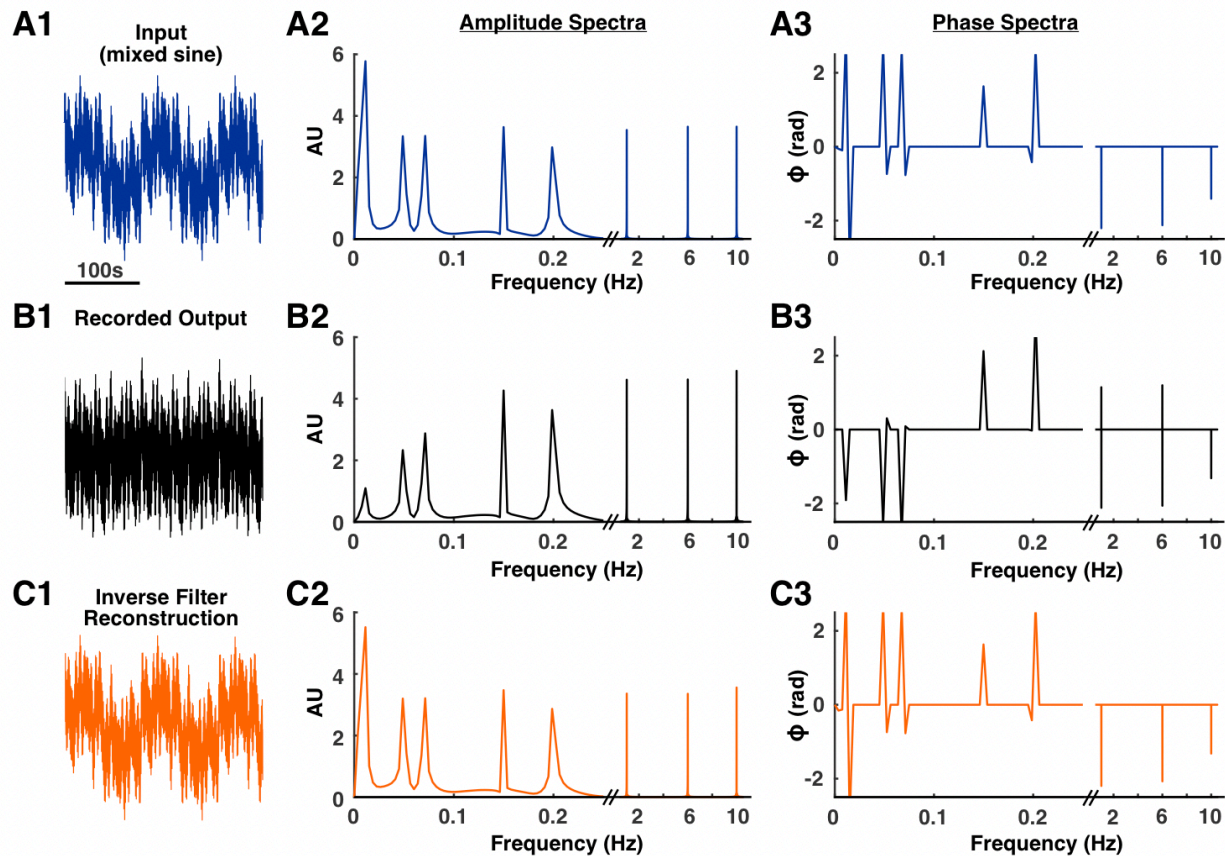 A1
Input
(mixed sine)
100s
A2
Amplitude Spectra
AU
6
4
2
0
0 0.1 0.2 2 6 10
Frequency (Hz)
A3
Phase Spectra
Φ (rad)
2
0
-2
0 0.1 0.2 2 6 10
Frequency (Hz)
B1
Recorded Output
B2
AU
6
4
2
0
0 0.1 0.2 2 6 10
Frequency (Hz)
B3
Φ (rad)
2
0
-2
0 0.1 0.2 2 6 10
Frequency (Hz)
C1
Inverse Filter
Reconstruction
C2
AU
6
4
2
0
0 0.1 0.2 2 6 10
Frequency (Hz)
C3
Φ (rad)
2
0
-2
0 0.1 0.2 2 6 10
Frequency (Hz)